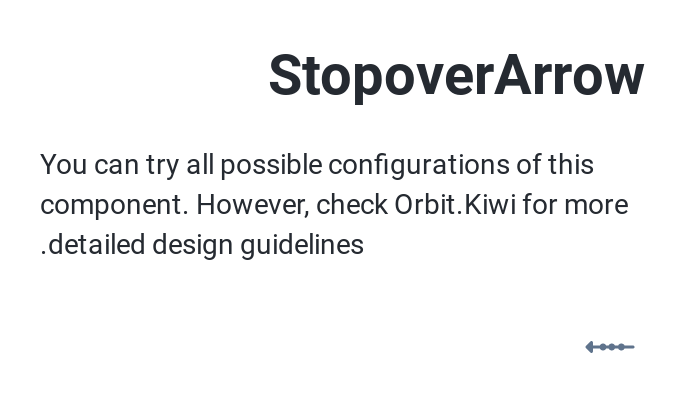 StopoverArrow
You can try all possible configurations of this
component. However, check Orbit.Kiwi for more
.detailed design guidelines